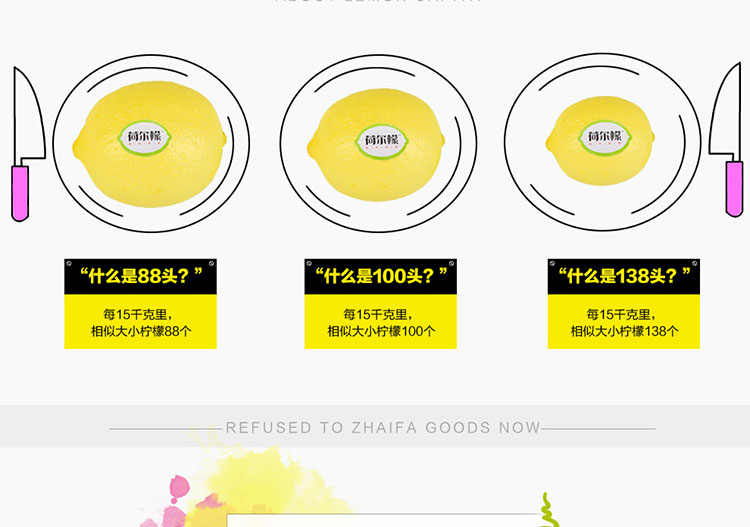 荷尔檬
荷尔檬
荷尔檬
“什么是88头？”
每15千克里，
相似大小柠檬88个
“什么是100头？”
每15千克里，
相似大小柠檬100个
“什么是138头？”
每15千克里，
相似大小柠檬138个
REFUSED TO ZHAIFA GOODS NOW